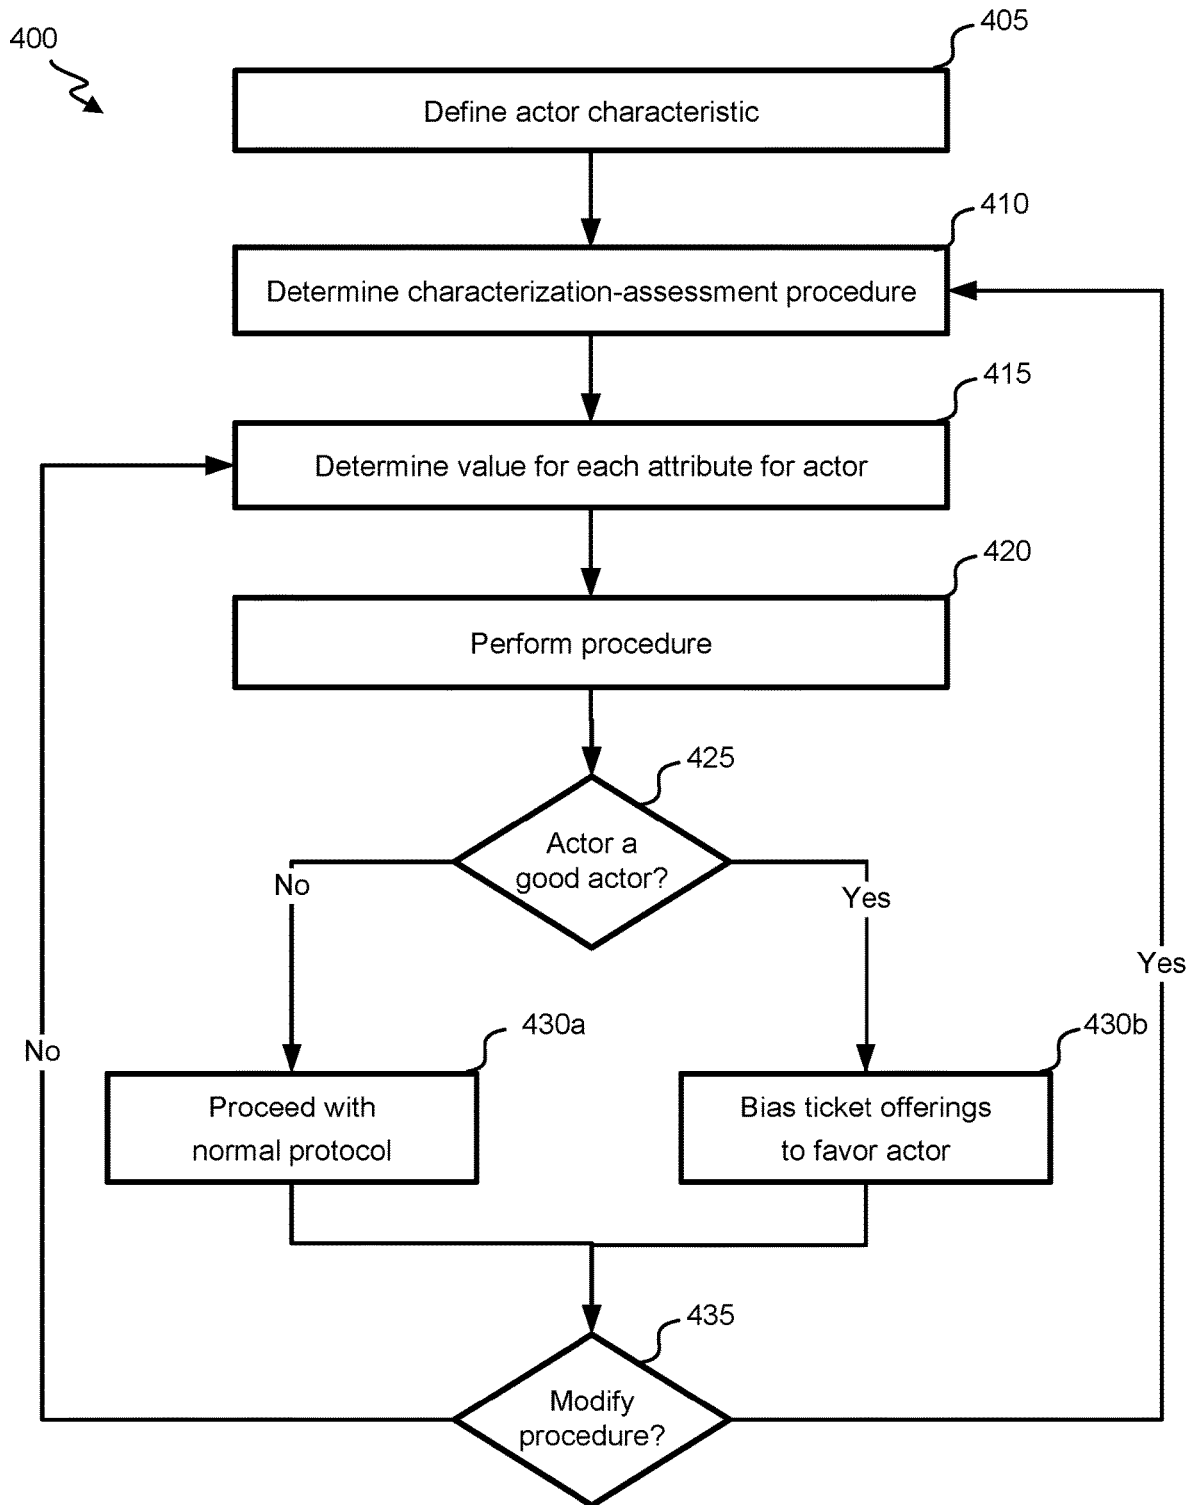 400
405
Define actor characteristic
410
Determine characterization-assessment procedure
415
Determine value for each attribute for actor
420
Perform procedure
425
Actor a
good actor?
No
Yes
Yes
430a
430b
No
Proceed with
normal protocol
Bias ticket offerings
to favor actor
435
Modify
procedure?